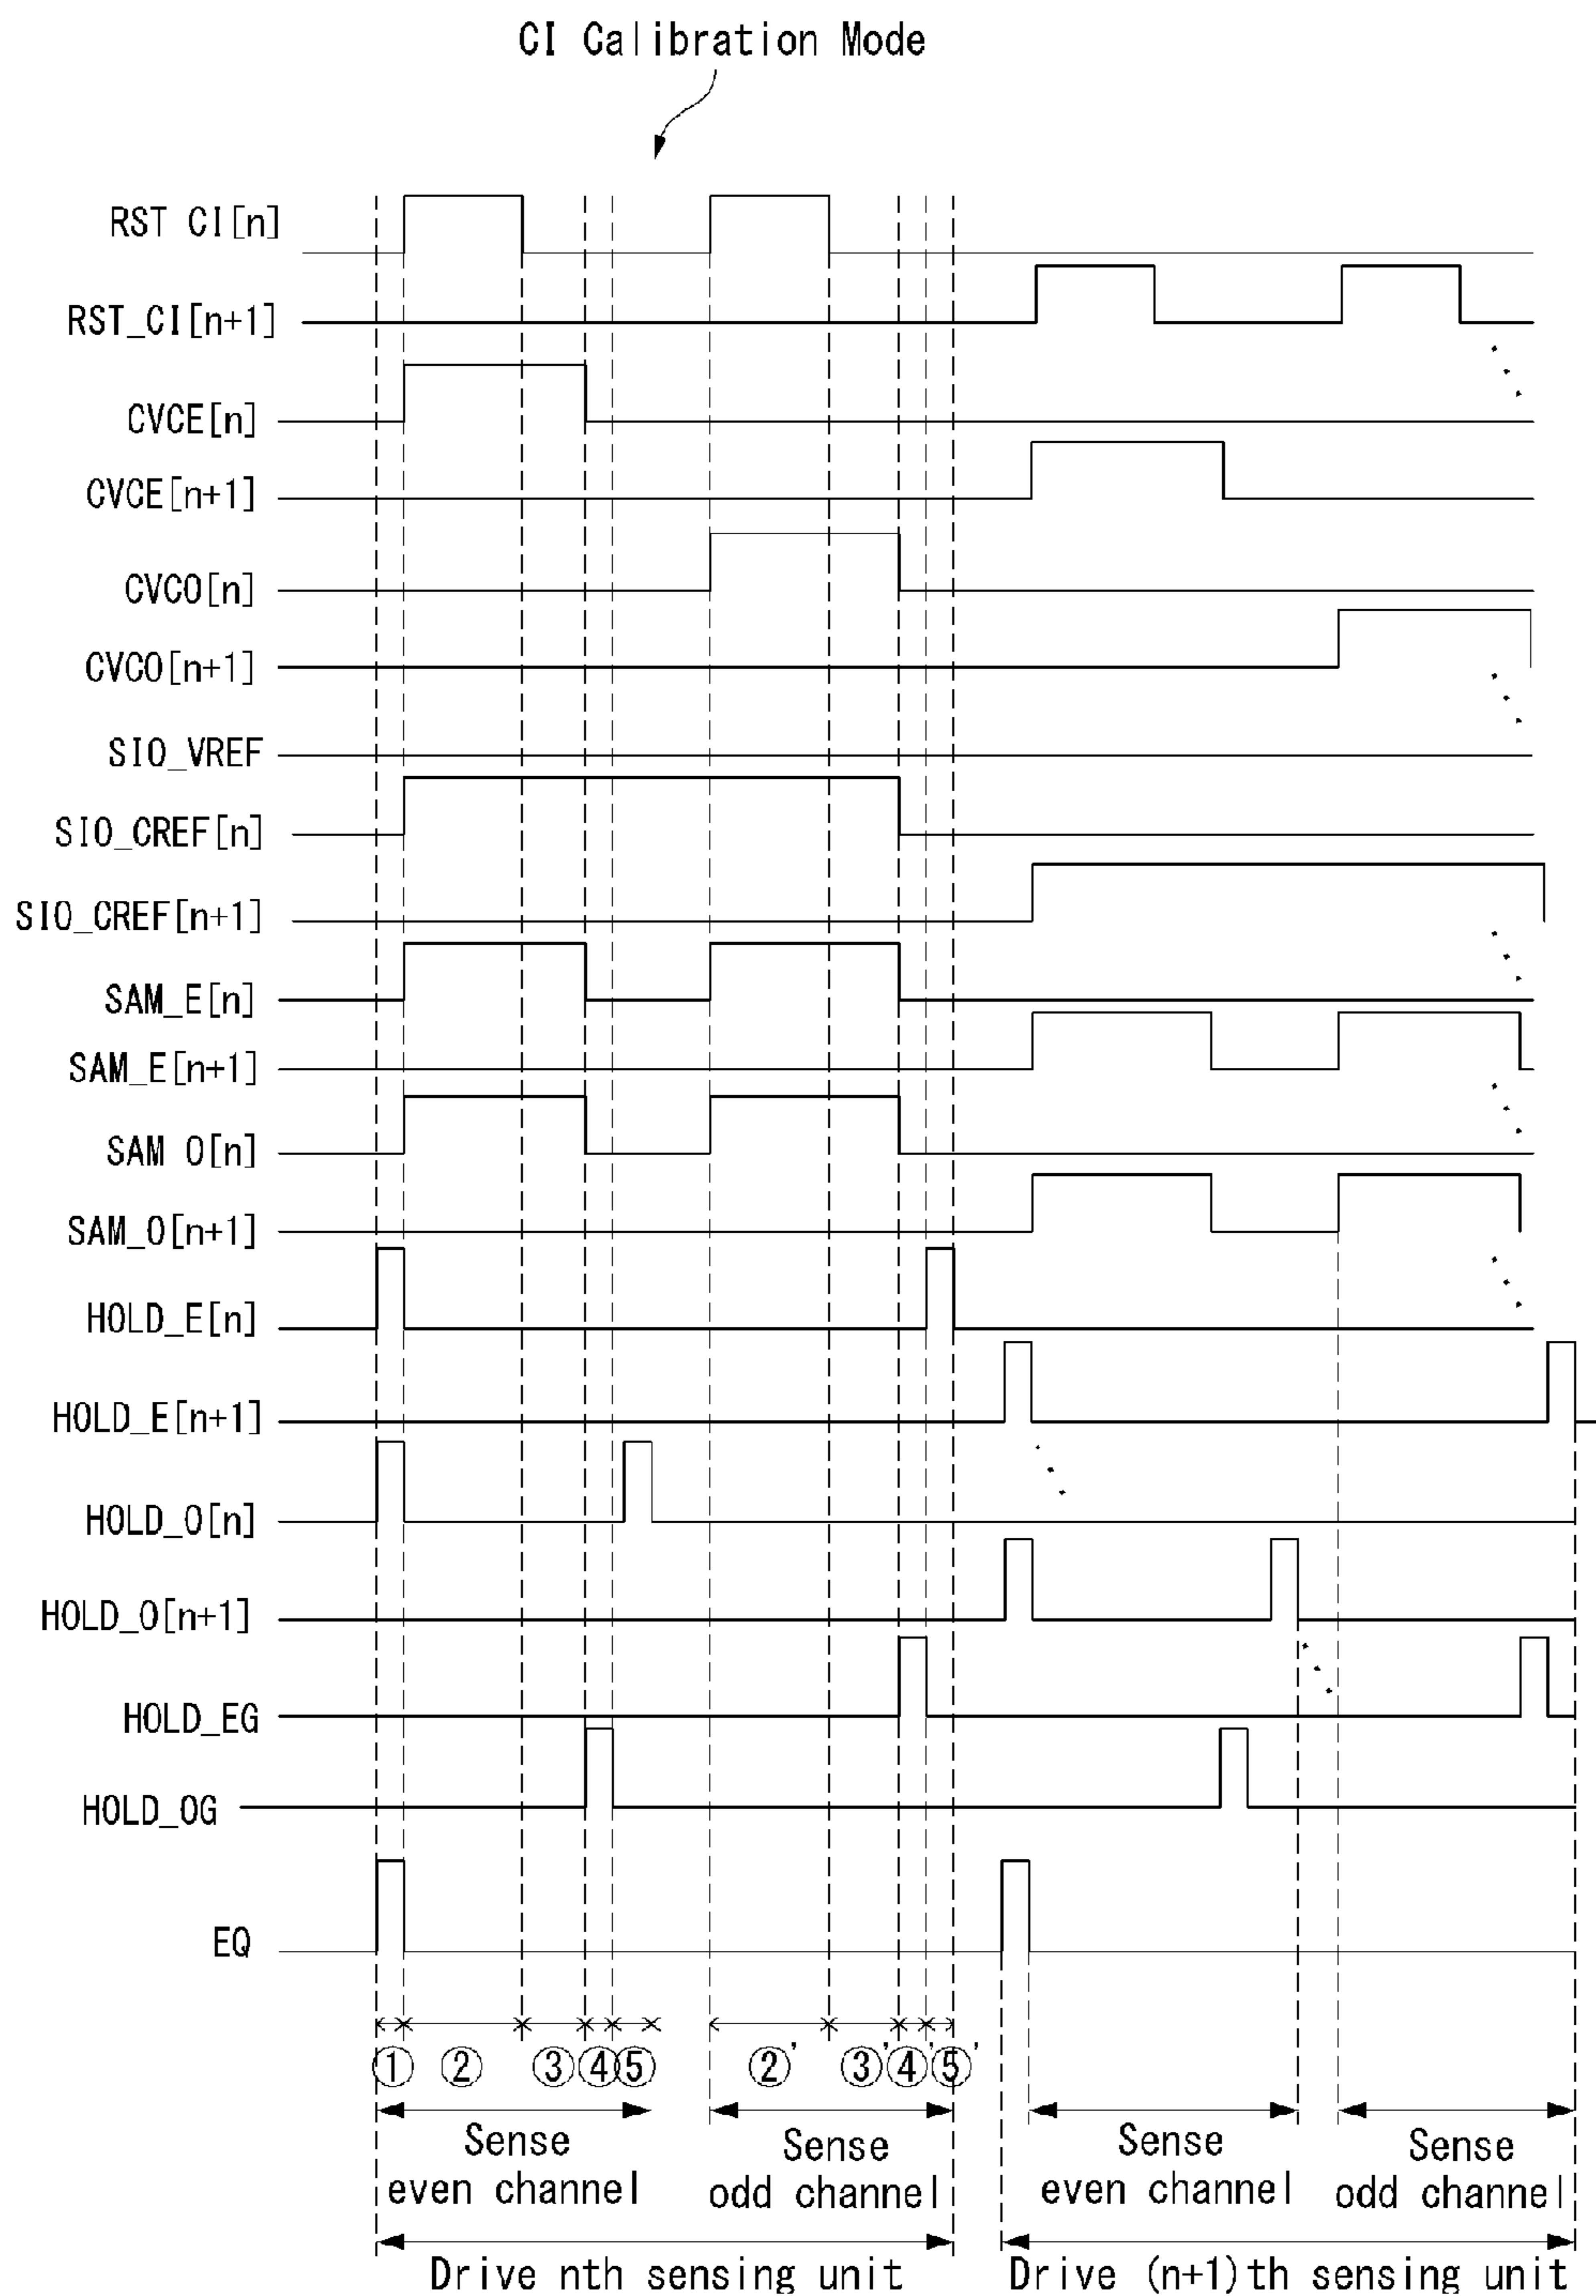 CI Calibration Mode
RST CI[n]
RST_CI[n+1]
CVCE[n]
CVCE[n+1]
CVCO[n]
CVCO[n+1]
SIO_VREF
SIO_CREF[n]
SIO_CREF[n+1]
SAM_E[n]
SAM_E[n+1]
SAM O[n]
SAM_O[n+1]
HOLD_E[n]
HOLD_E[n+1]
HOLD_O[n]
HOLD_O[n+1]
HOLD_EG
HOLD_OG
EQ
① ② ③ ④ ⑤ ②' ③' ④' ⑤'
Sense even channel
Sense odd channel
Sense even channel
Sense odd channel
Drive nth sensing unit
Drive (n+1)th sensing unit